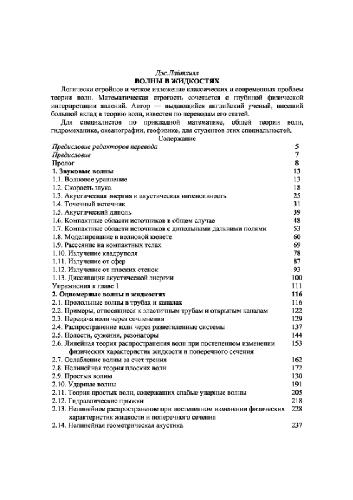 Дж. Лайтхилл
ВОЛНЫ В ЖИДКОСТЯХ
Логически стройное и четкое изложение классических и современных проблем
теории волн. Математическая строгость сочетается с глубиной физической
интерпретации явлений. Автор — выдающийся английский ученый, внесший
большой вклад в теорию волн, известен по переводам его статей.
Для специалистов по прикладной математике, общей теории волн,
гидромеханике, океанографии, геофизике, для студентов этих специальностей.
Содержание
Предисловие редакторов перевода 5
Предисловие 7
Пролог 8
1. Звуковые волны 13
1.1. Волновое уравнение 13
1.2. Скорость звука 18
1.3. Акустическая энергия и акустическая интенсивность 25
1.4. Точечный источник 31
1.5. Акустический диполь 39
1.6. Компактные области источников в общем случае 48
1.7. Компактные области источников с дипольными дальними полями 53
1.8. Моделирование в волновой кювете 60
1.9. Рассеяние на компактных телах 69
1.10. Излучение квадруполя 78
1.11. Излучение от сфер 87
1.12. Излучение от плоских стенок 93
1.13. Диссипация акустической энергии 100
Упражнения к главе 1 111
2. Одномерные волны в жидкостях 116
2.1. Продольные волны в трубах и каналах 116
2.2. Примеры, относящиеся к эластичным трубам и открытым каналам 122
2.3. Передача волн через сочленения 129
2.4. Распространение волн через разветвленные системы 137
2.5. Полости, сужения, резонаторы 144
2.6. Линейная теория распространения волн при постепенном изменении 153
физических характеристик жидкости и поперечного сечения
2.7. Ослабление волны за счет трения 162
2.8. Нелинейная теория плоских волн 172
2.9. Простые волны 130
2.10. Ударные волны 191
2.11. Теория простых волн, содержащих слабые ударные волны 205
2.12. Гидравлические прыжки 218
2.13. Нелинейное распространение при постепенном изменении физических 228
характеристик жидкости и поперечного сечения
2.14. Нелинейная геометрическая акустика 237